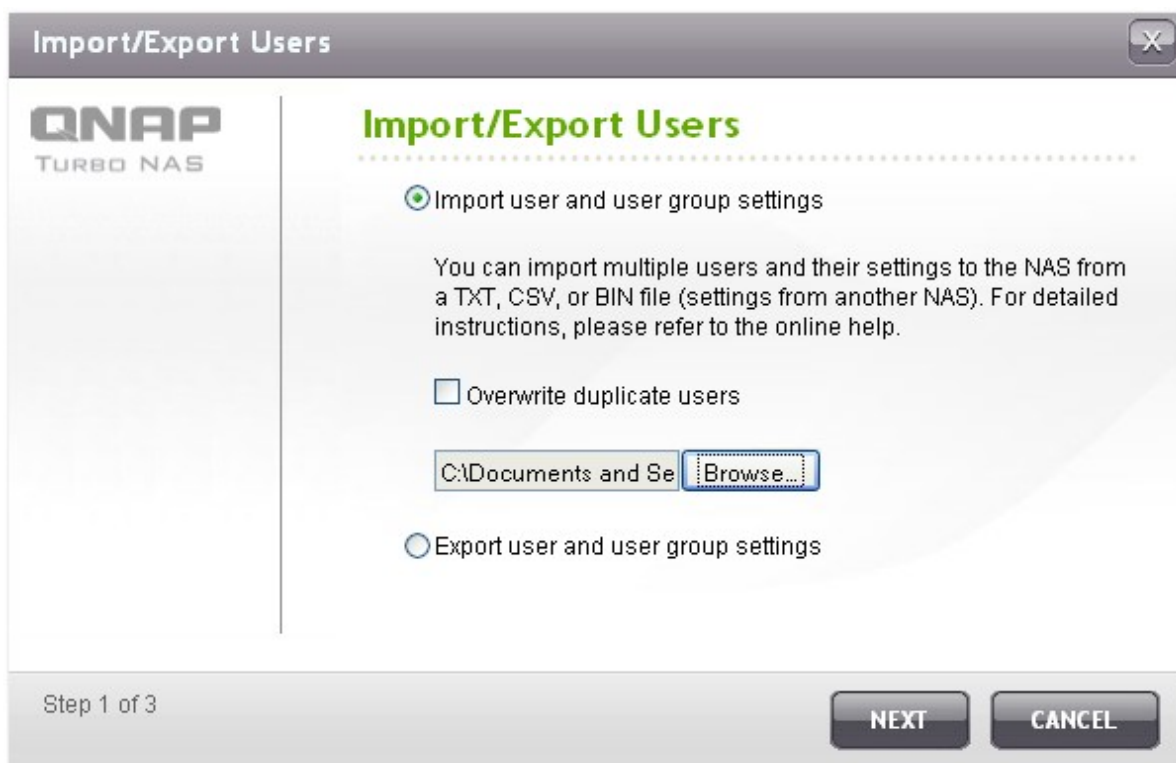 Import/Export Users
X
QNAP
TURBO NAS
Import/Export Users
Import user and user group settings
You can import multiple users and their settings to the NAS from
a TXT, CSV, or BIN file (settings from another NAS). For detailed
instructions, please refer to the online help.
Overwrite duplicate users
C:\Documents and Se Browse...
Export user and user group settings
Step 1 of 3
NEXT CANCEL